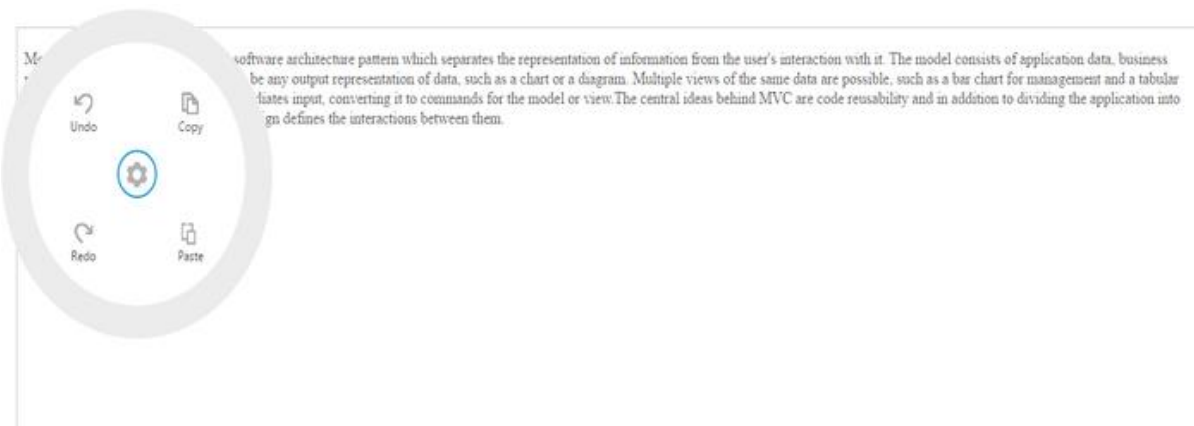 software architecture pattern which separates the representation of information from the user's interaction with it. The model consists of application data, business
be any output representation of data, such as a chart or a diagram. Multiple views of the same data are possible, such as a bar chart for management and a tabular
input, converting it to commands for the model or view.The central ideas behind MVC are code reusability and in addition to dividing the application into
defines the interactions between them.
Undo
Copy
Redo
Paste